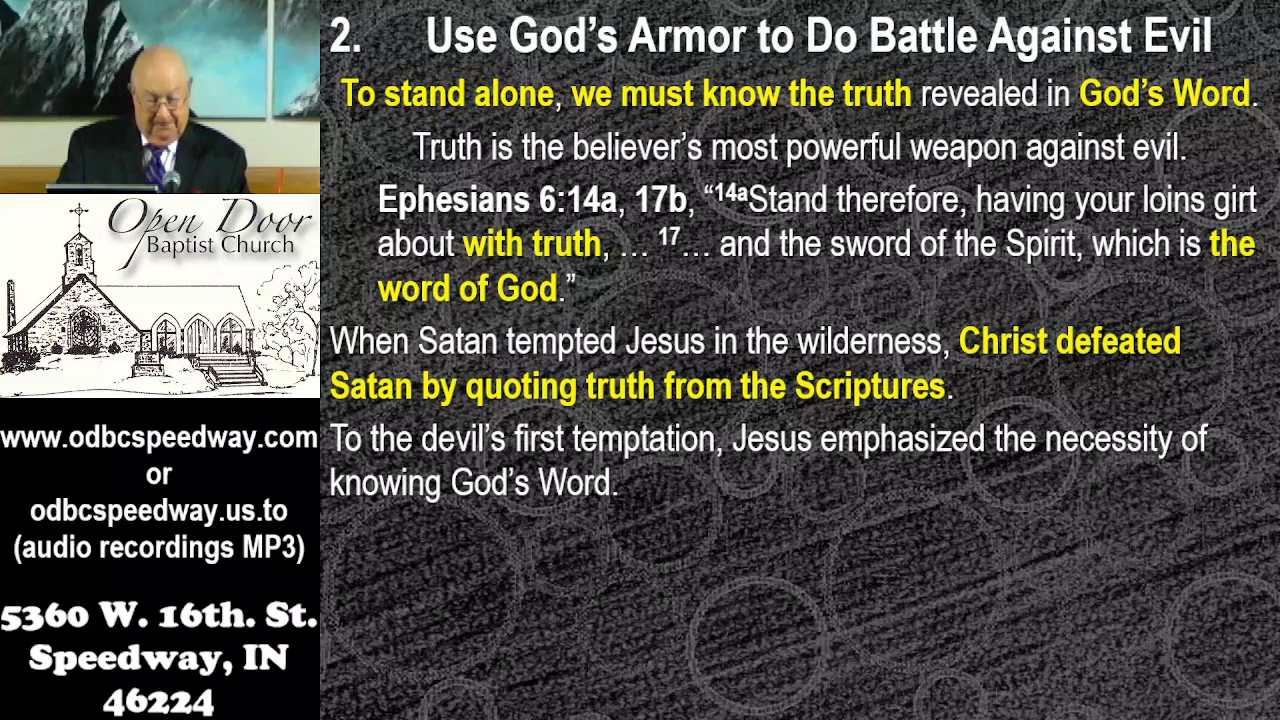 2. Use God’s Armor to Do Battle Against Evil
To stand alone, we must know the truth revealed in God’s Word.
Truth is the believer’s most powerful weapon against evil.
Ephesians 6:14a, 17b, “14aStand therefore, having your loins girt
about with truth, … 17… and the sword of the Spirit, which is the
word of God.”
When Satan tempted Jesus in the wilderness, Christ defeated
Satan by quoting truth from the Scriptures.
To the devil’s first temptation, Jesus emphasized the necessity of
knowing God’s Word.
Open Door
Baptist Church
www.odbcspeedway.com
or
odbcspeedway.us.to
(audio recordings MP3)
5360 W. 16th. St.
Speedway, IN
46224